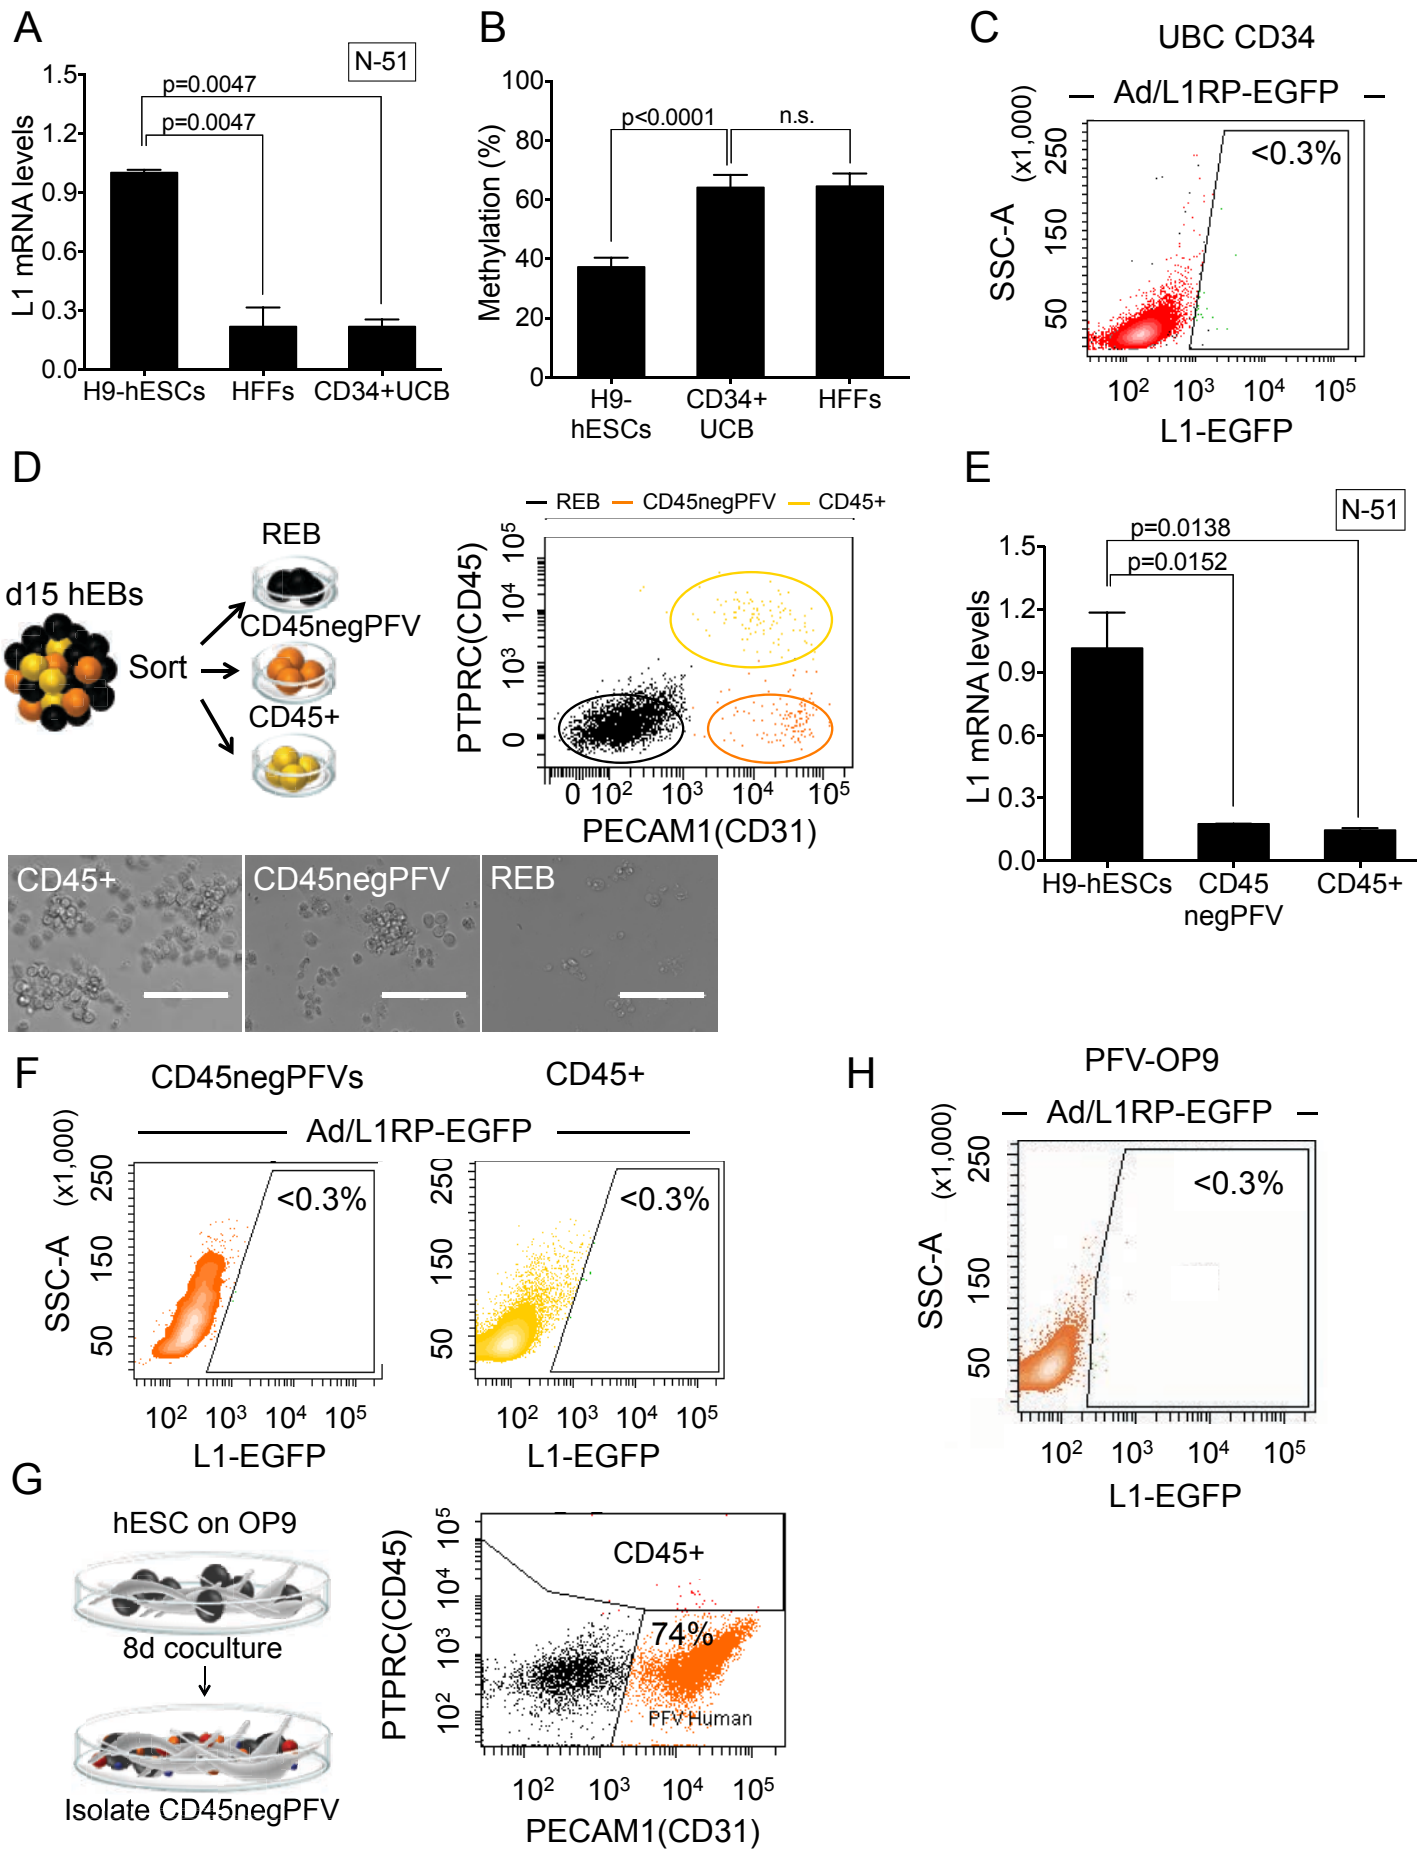 A
N-51
p=0.0047
p=0.0047
L1 mRNA levels
1.5
1.2
0.9
0.6
0.3
0.0
H9-hESCs HFFs CD34+UCB
B
p<0.0001 n.s.
Methylation (%)
100
80
60
40
20
0
H9-hESCs CD34+ UCB HFFs
C
UBC CD34
Ad/L1RP-EGFP
<0.3%
SSC-A (x1,000)
250
150
50
10² 10³ 10⁴ 10⁵
L1-EGFP
D
d15 hEBs
Sort
REB
CD45negPFV
CD45+
REB CD45negPFV CD45+
PTPRC(CD45)
10⁵
10⁴
10³
0
0 10² 10³ 10⁴ 10⁵
PECAM1(CD31)
CD45+ CD45negPFV REB
E
N-51
p=0.0138
p=0.0152
L1 mRNA levels
1.5
1.2
0.9
0.6
0.3
0.0
H9-hESCs CD45 negPFV CD45+
F
CD45negPFVs CD45+
Ad/L1RP-EGFP
SSC-A (x1,000)
250
150
50
<0.3%
10² 10³ 10⁴ 10⁵
L1-EGFP
250
150
50
<0.3%
10² 10³ 10⁴ 10⁵
L1-EGFP
H
PFV-OP9
Ad/L1RP-EGFP
<0.3%
SSC-A (x1,000)
250
150
50
10² 10³ 10⁴ 10⁵
L1-EGFP
G
hESC on OP9
8d coculture
Isolate CD45negPFV
PTPRC(CD45)
10⁵
10⁴
10³
10²
CD45+
74%
PFV Human
10² 10³ 10⁴ 10⁵
PECAM1(CD31)